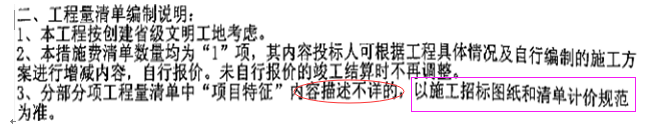 二、工程量清单编制说明：
1、本工程按创建省级文明工地考虑。
2、本措施费清单数量均为“1”项，其内容投标人可根据工程具体情况及自行编制的施工方
案进行增减内容，自行报价。未自行报价的竣工结算时不再调整。
3、分部分项工程量清单中“项目特征”内容描述不详的，以施工招标图纸和清单计价规范
为准。